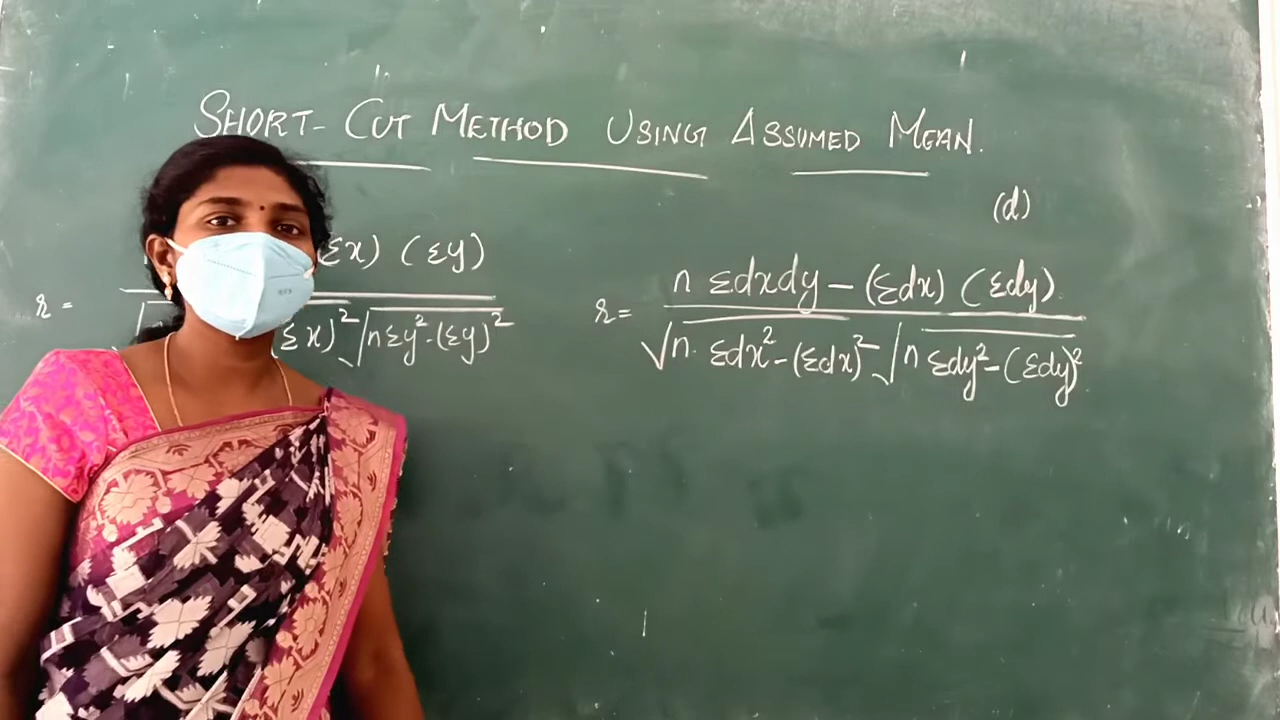 SHORT-CUT METHOD USING ASSUMED MEAN.
(d)
r = Σx) (Σy)
Σx)² √nΣy²-(Σy)²
r = n Σdxdy - (Σdx) (Σdy)
√n. Σdx²-(Σdx)² √n Σdy²-(Σdy)²